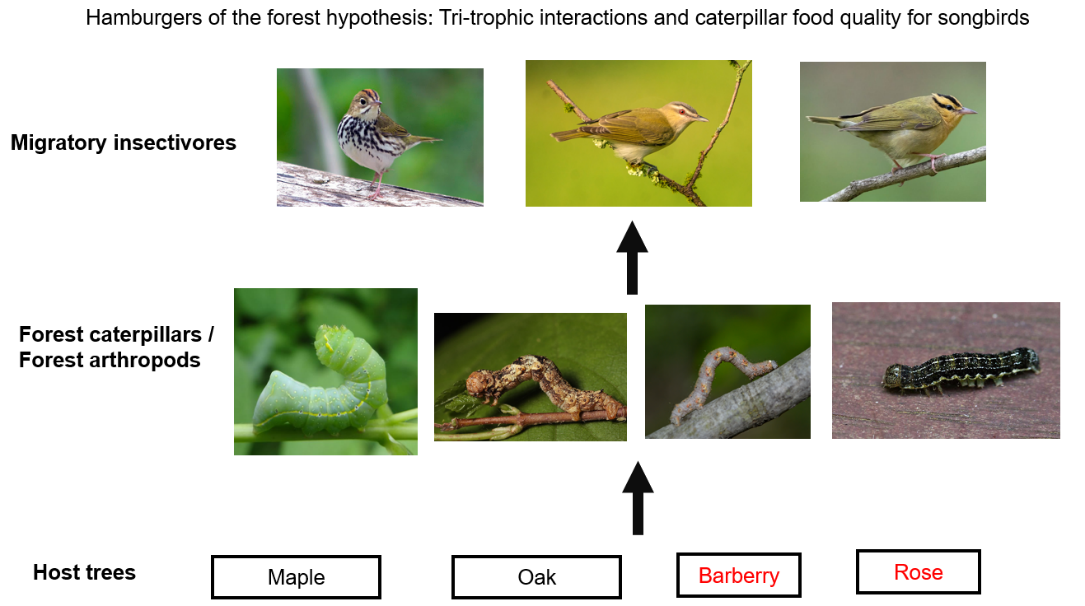 Hamburgers of the forest hypothesis: Tri-trophic interactions and caterpillar food quality for songbirds
Migratory insectivores
Forest caterpillars /
Forest arthropods
Host trees
Maple
Oak
Barberry
Rose